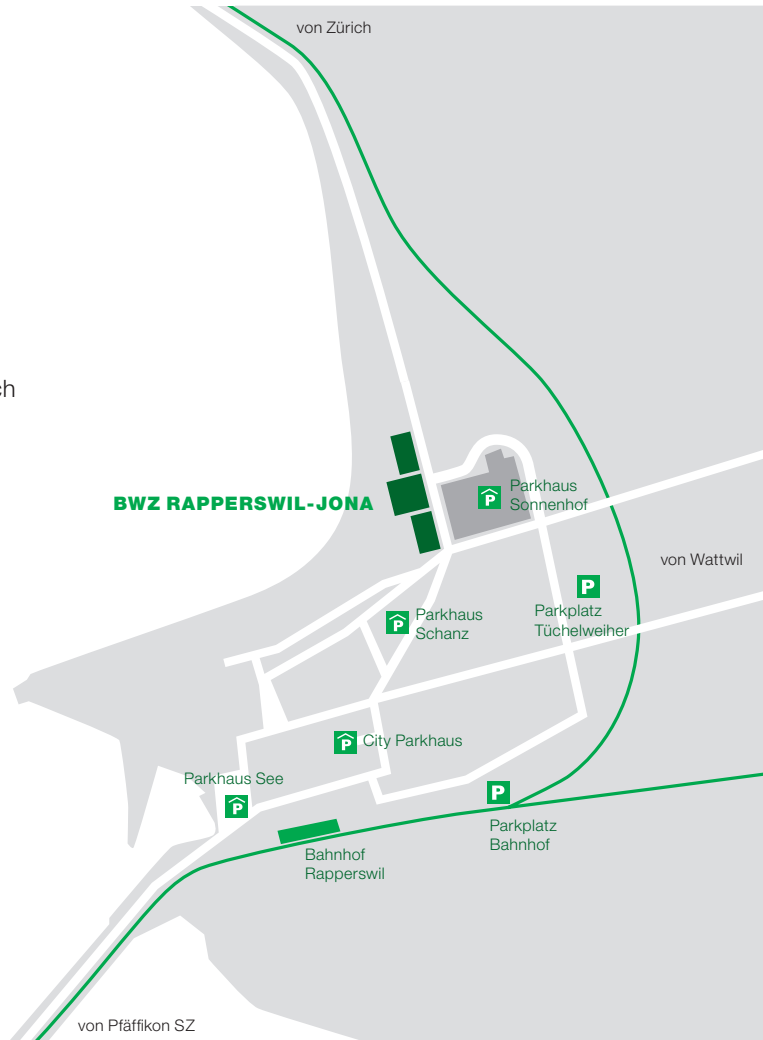 von Zürich
ch
BWZ RAPPERSWIL-JONA
P
Parkhaus
Sonnenhof
von Wattwil
P
Parkplatz
Tüchelweiher
P
Parkhaus
Schanz
P
City Parkhaus
Parkhaus See
P
P
Parkplatz
Bahnhof
Bahnhof
Rapperswil
von Pfäffikon SZ